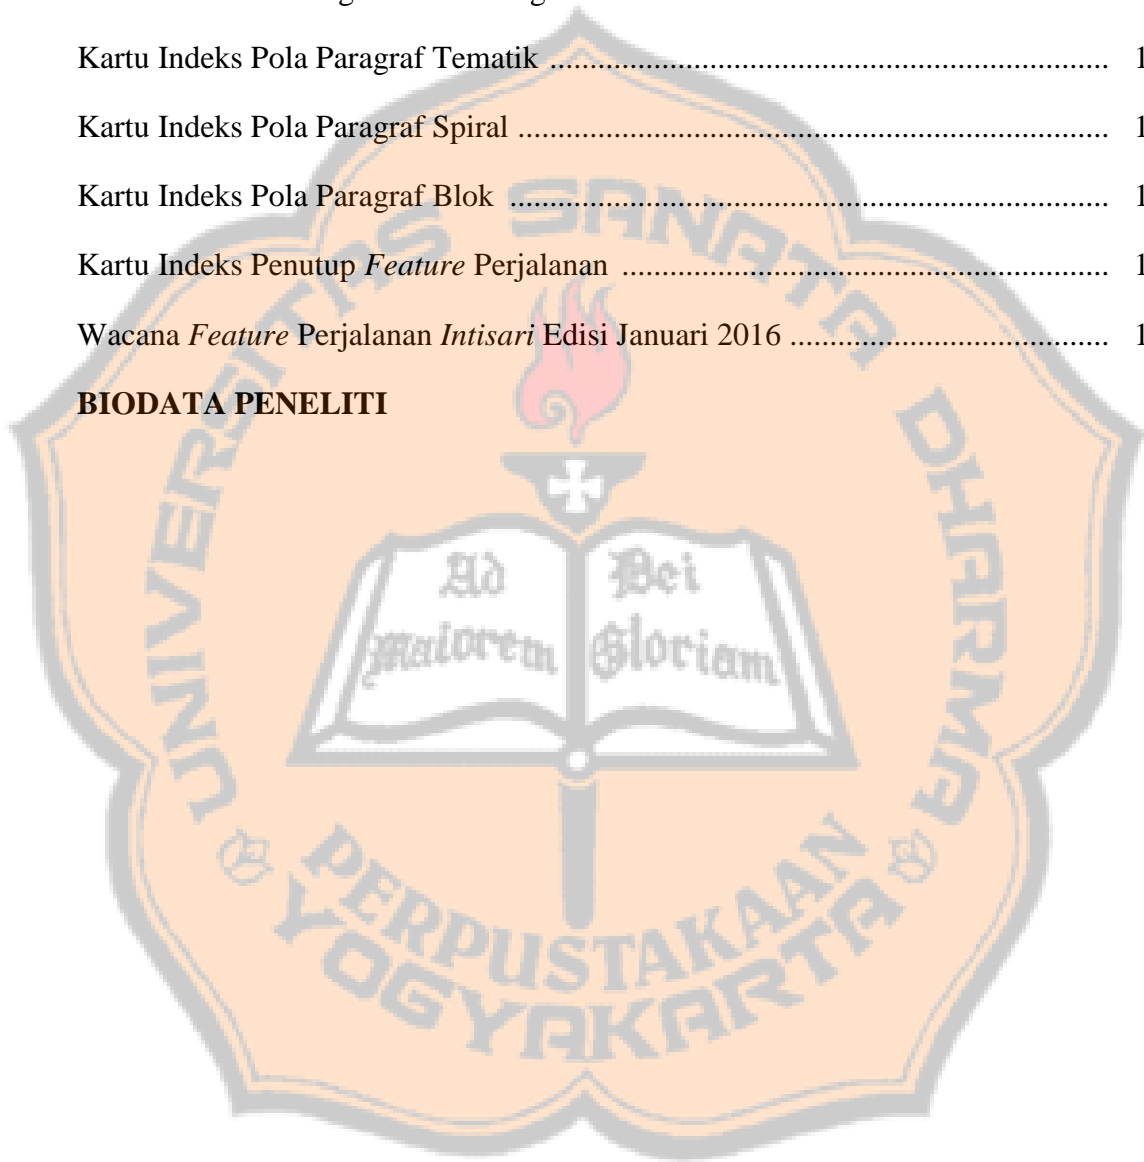 Kartu Indeks Pola Paragraf Tematik ..................................................................... 1
Kartu Indeks Pola Paragraf Spiral ......................................................................... 1
Kartu Indeks Pola Paragraf Blok .......................................................................... 1
Kartu Indeks Penutup Feature Perjalanan ............................................................ 1
Wacana Feature Perjalanan Intisari Edisi Januari 2016 ....................................... 1
BIODATA PENELITI
UNIVERSITAS SANATA DHARMA
Ad maiorem
Dei Gloriam
PERPUSTAKAAN
YOGYAKARTA